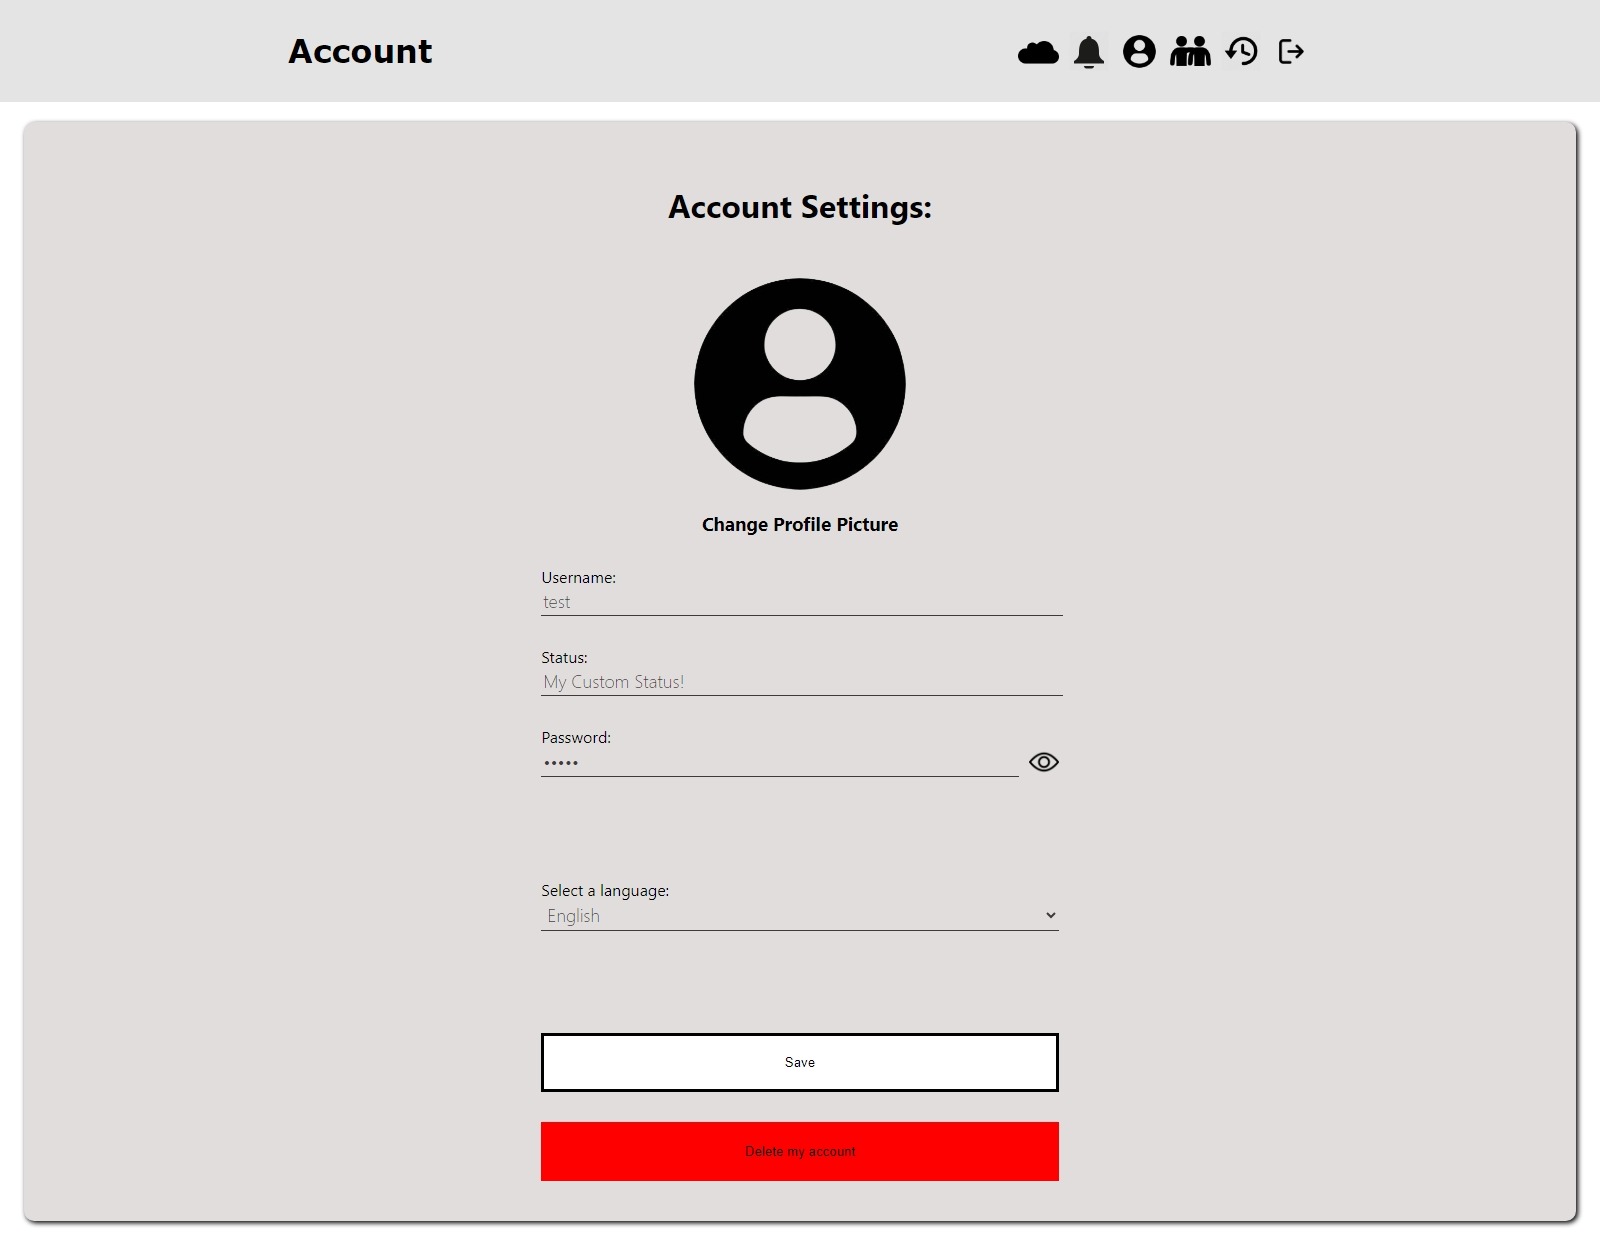 Account
Account Settings:
Change Profile Picture
Username:
test
Status:
My Custom Status!
Password:
•••••
Select a language:
English
Save
Delete my account